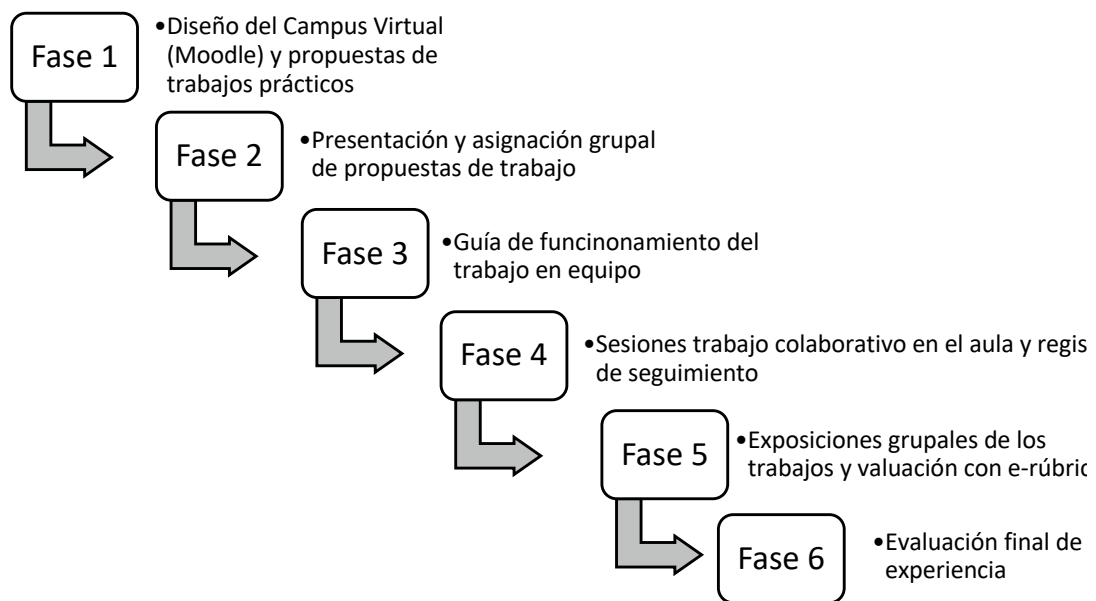 Fase 1
•Diseño del Campus Virtual
(Moodle) y propuestas de
trabajos prácticos
Fase 2
•Presentación y asignación grupal
de propuestas de trabajo
Fase 3
•Guía de funcinonamiento del
trabajo en equipo
Fase 4
•Sesiones trabajo colaborativo en el aula y regis
de seguimiento
Fase 5
•Exposiciones grupales de los
trabajos y valuación con e-rúbric
Fase 6
•Evaluación final de
experiencia